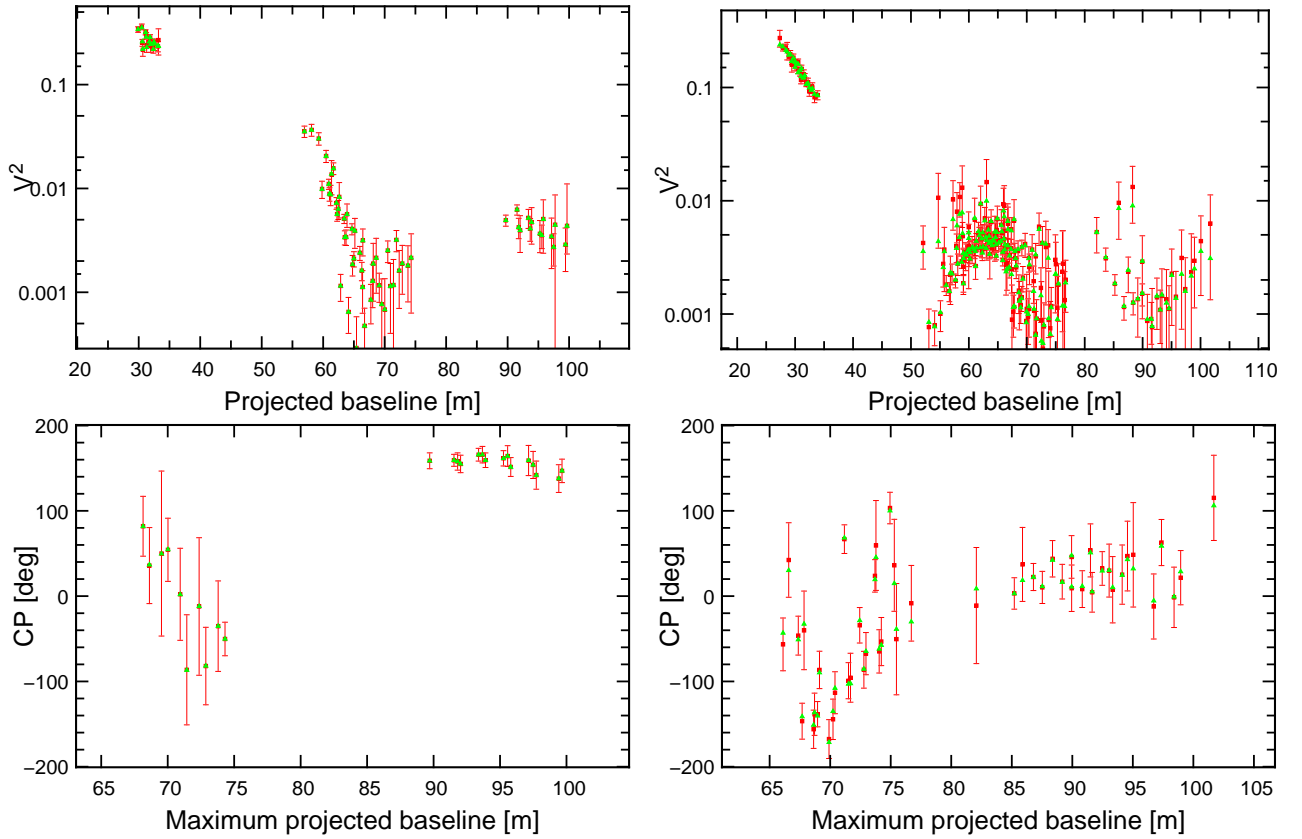 0.1
0.01
0.001
V2
20 30 40 50 60 70 80 90 100
Projected baseline [m]
0.1
0.01
0.001
V2
20 30 40 50 60 70 80 90 100 110
Projected baseline [m]
200
100
0
−100
−200
CP [deg]
65 70 75 80 85 90 95 100
Maximum projected baseline [m]
200
100
0
−100
−200
CP [deg]
65 70 75 80 85 90 95 100 105
Maximum projected baseline [m]